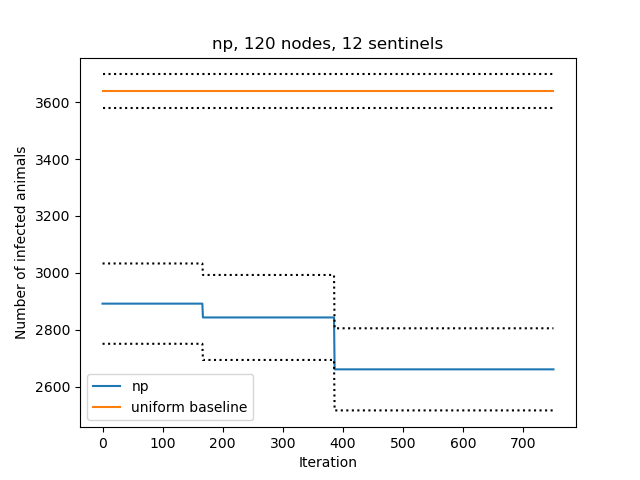 np, 120 nodes, 12 sentinels
3600
3400
3200
3000
2800
2600
Number of infected animals
np
uniform baseline
0 100 200 300 400 500 600 700
Iteration